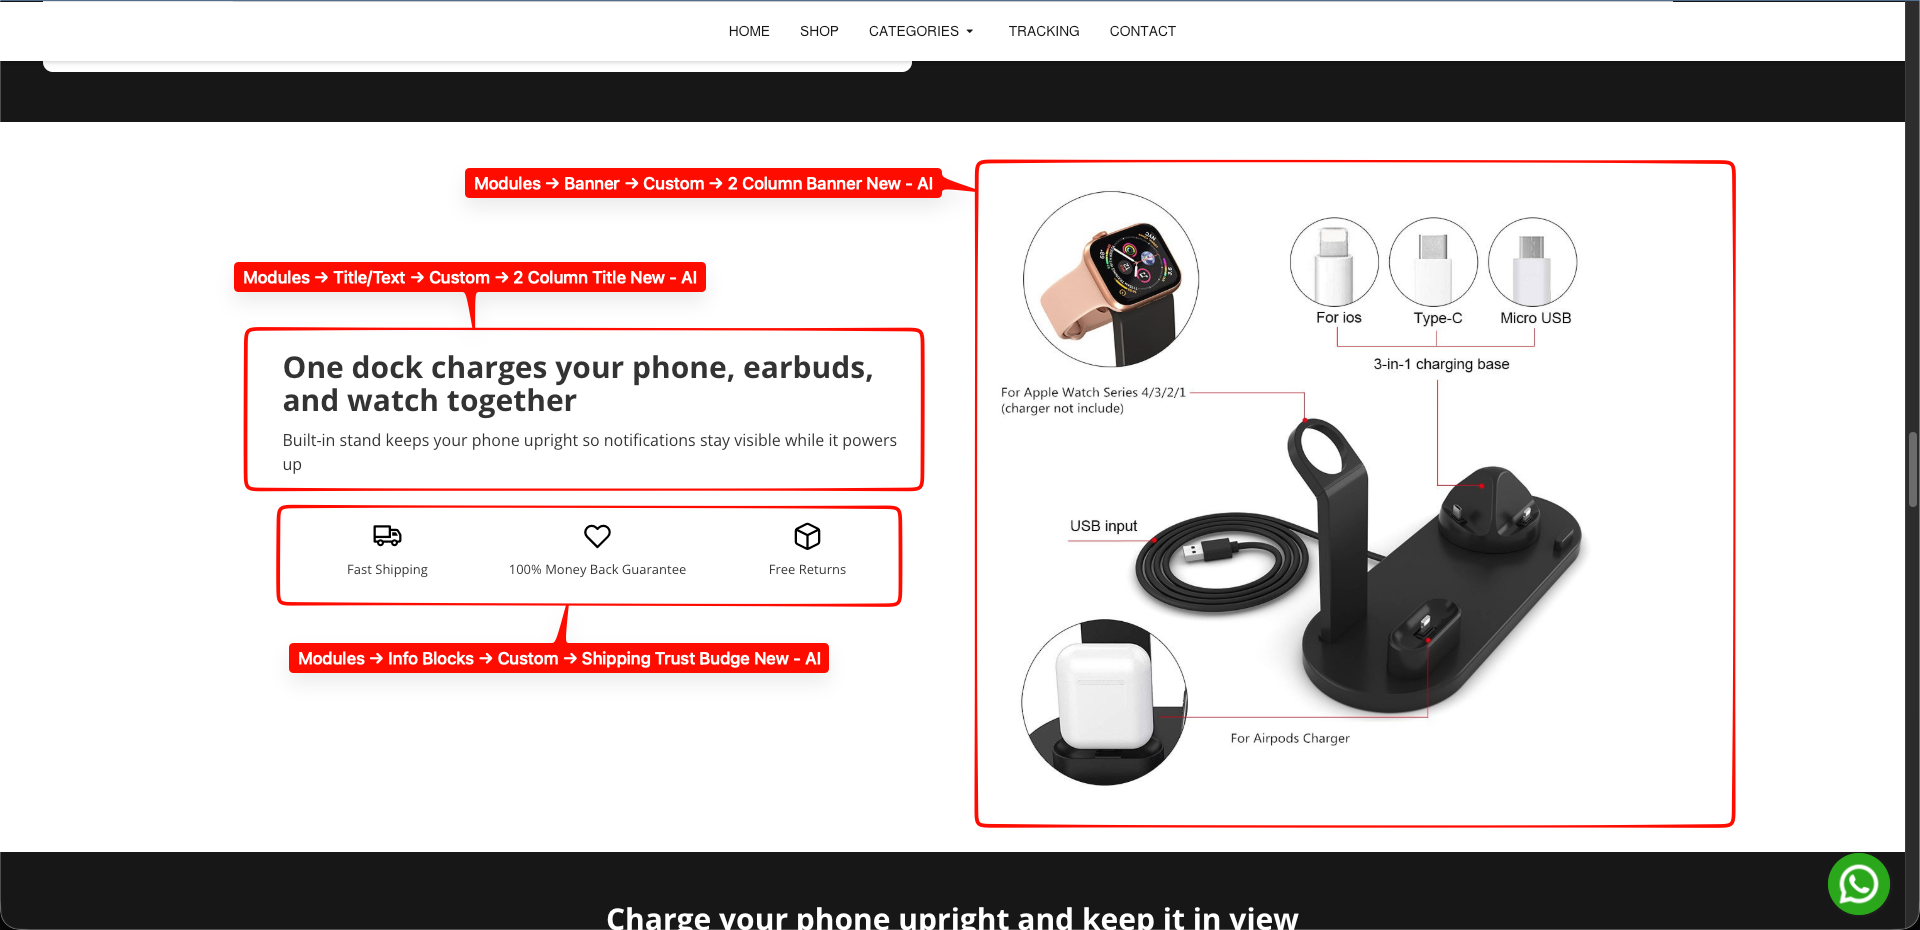 HOME SHOP CATEGORIES TRACKING CONTACT
Modules → Banner → Custom → 2 Column Banner New - AI
Modules → Title/Text → Custom → 2 Column Title New - AI
One dock charges your phone, earbuds,
and watch together
Built-in stand keeps your phone upright so notifications stay visible while it powers
up
Fast Shipping
100% Money Back Guarantee
Free Returns
Modules → Info Blocks → Custom → Shipping Trust Budge New - AI
For ios
Type-C
Micro USB
3-in-1 charging base
For Apple Watch Series 4/3/2/1
(charger not include)
USB input
For Airpods Charger
Charge your phone upright and keep it in view